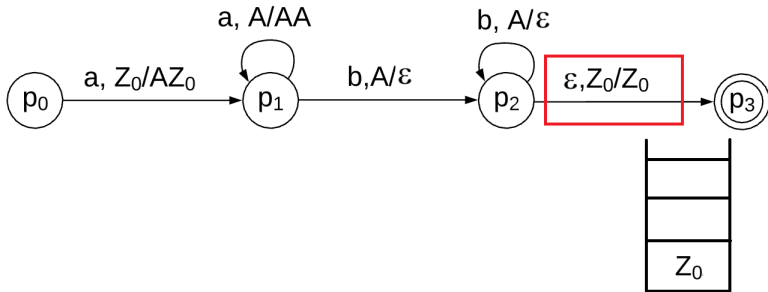 a, A/AA
b, A/ε
a, Z₀/AZ₀
b,A/ε
ε,Z₀/Z₀
p₀
p₁
p₂
p₃
Z₀